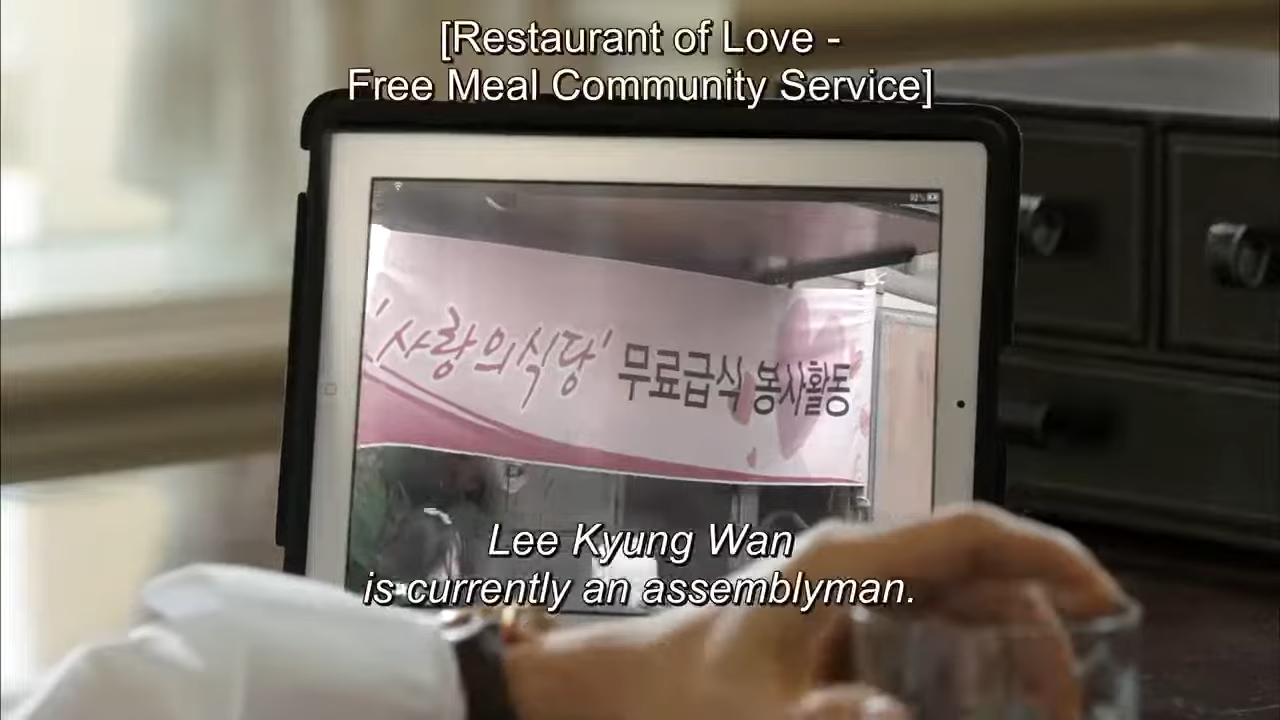 [Restaurant of Love -
Free Meal Community Service]
92%
'사랑의식당' 무료급식 봉사활동
Lee Kyung Wan
is currently an assemblyman.